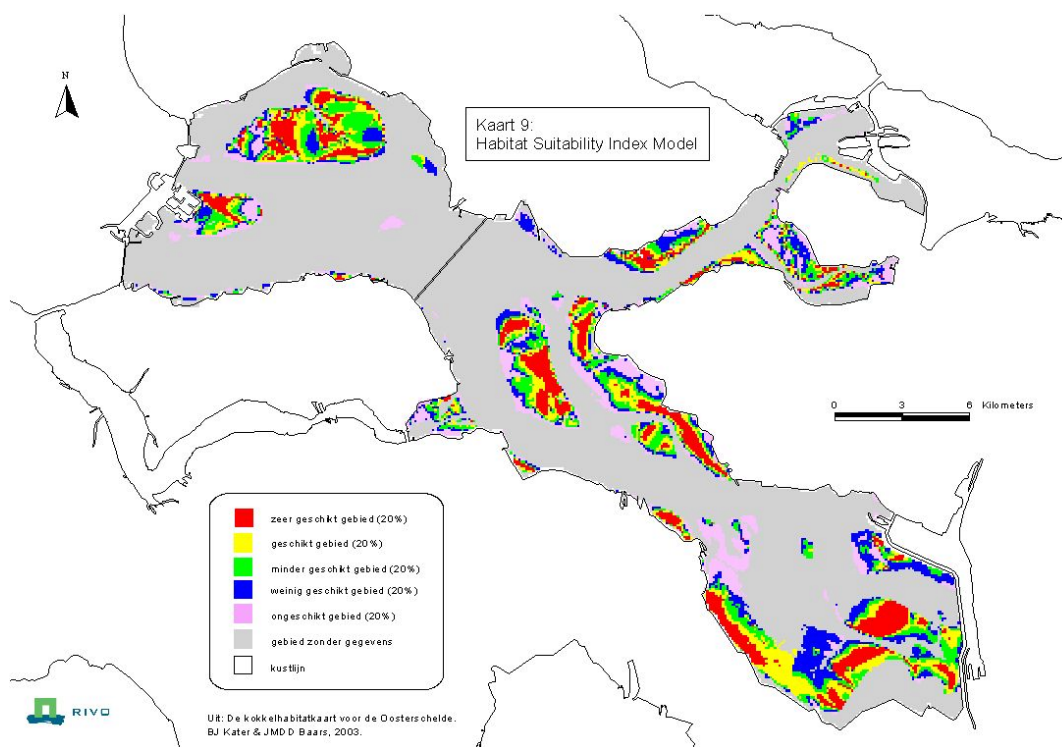 N
Kaart 9:
Habitat Suitability Index Model
0 3 6 Kilometers
zeer geschikt gebied (20%)
geschikt gebied (20%)
minder geschikt gebied (20%)
weinig geschikt gebied (20%)
ongeschikt gebied (20%)
gebied zonder gegevens
kustlijn
RIVO
Uit: De kokkelhabitatkaart voor de Oosterschelde.
BJ Kater & JMDD Baars, 2003.